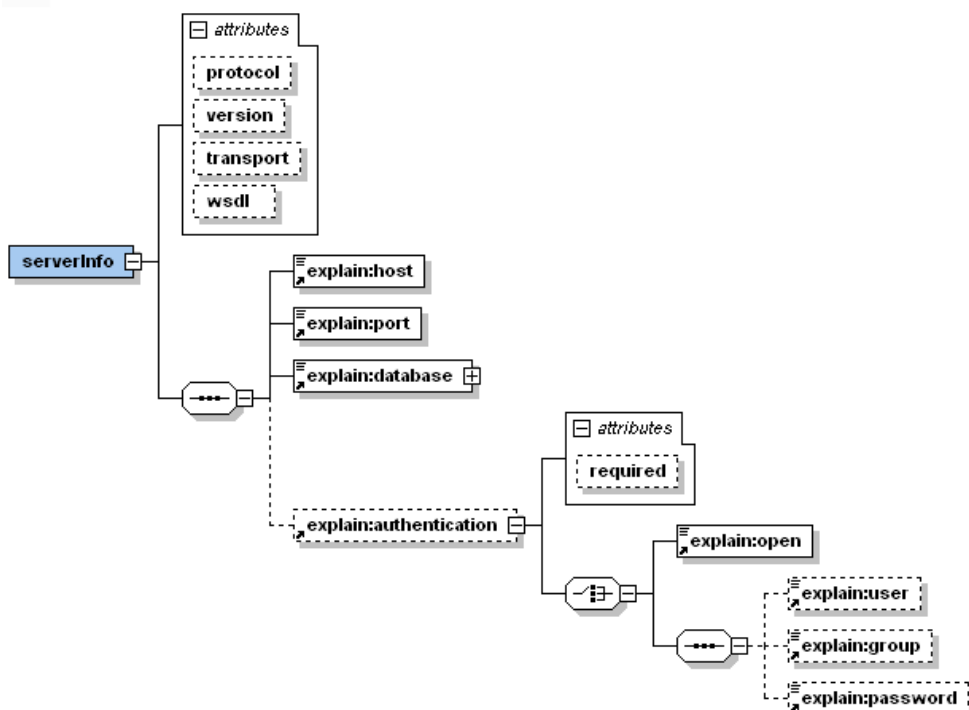 attributes
protocol
version
transport
wsdl
serverInfo
explain:host
explain:port
explain:database
attributes
required
explain:authentication
explain:open
explain:user
explain:group
explain:password